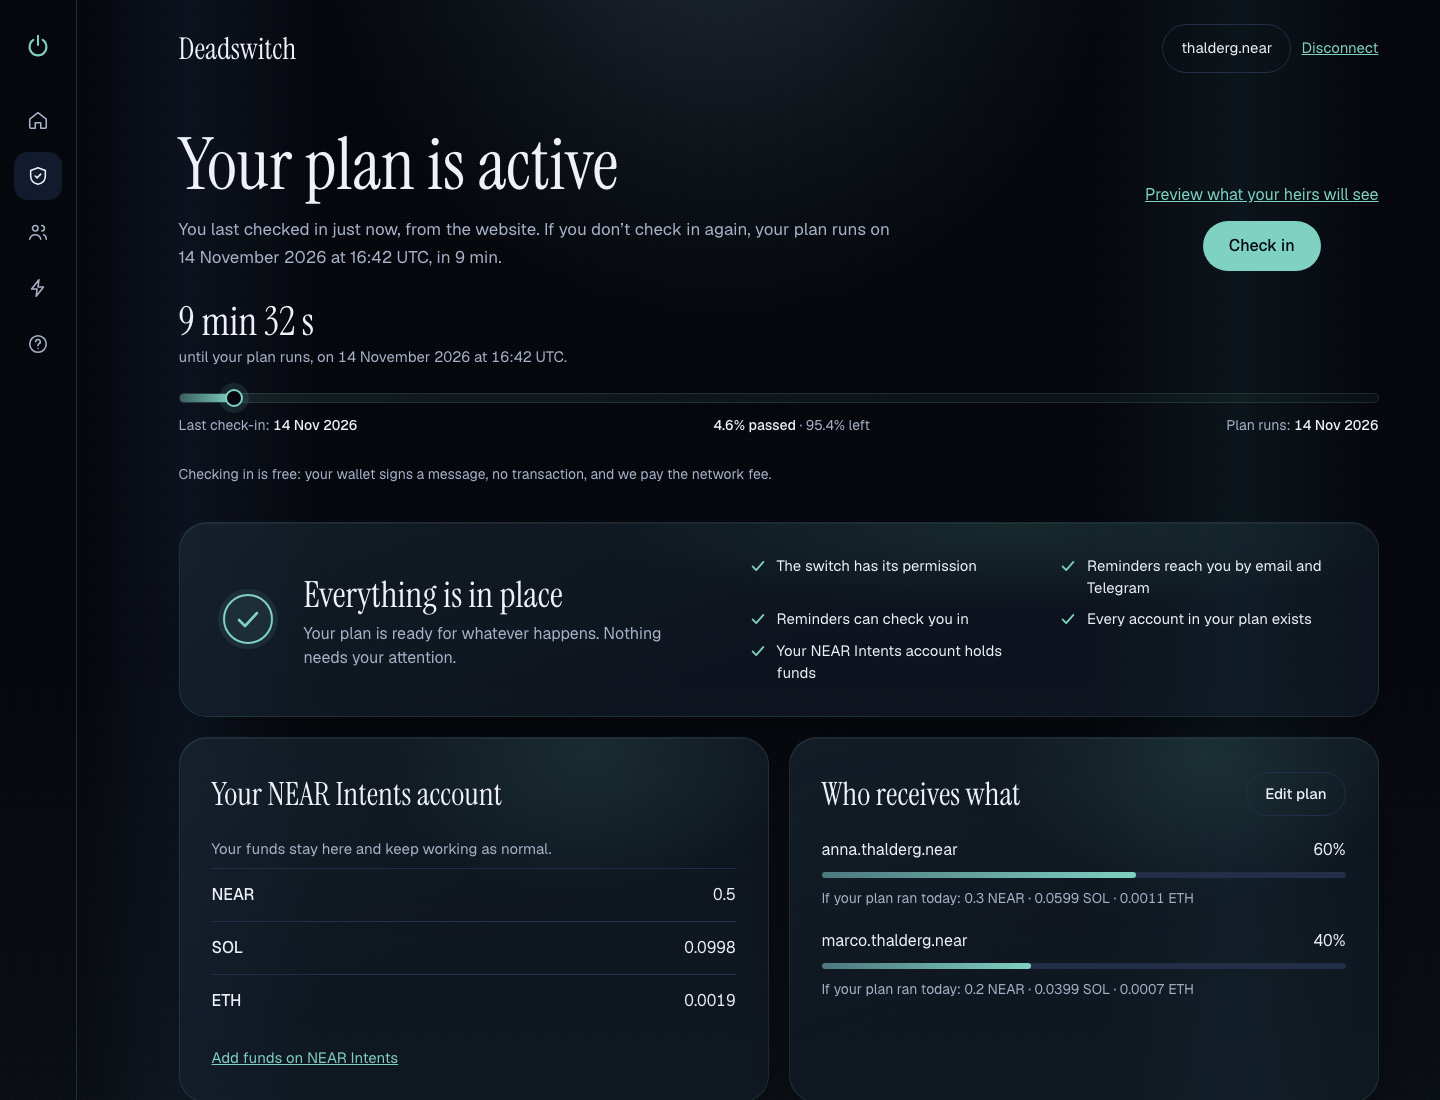 Deadswitch
thalderg.near
Disconnect
Your plan is active
Preview what your heirs will see
You last checked in just now, from the website. If you don’t check in again, your plan runs on
14 November 2026 at 16:42 UTC, in 9 min.
Check in
9 min 32 s
until your plan runs, on 14 November 2026 at 16:42 UTC.
Last check-in: 14 Nov 2026
4.6% passed · 95.4% left
Plan runs: 14 Nov 2026
Checking in is free: your wallet signs a message, no transaction, and we pay the network fee.
Everything is in place
Your plan is ready for whatever happens. Nothing
needs your attention.
The switch has its permission
Reminders reach you by email and
Telegram
Reminders can check you in
Every account in your plan exists
Your NEAR Intents account holds
funds
Your NEAR Intents account
Your funds stay here and keep working as normal.
NEAR 0.5
SOL 0.0998
ETH 0.0019
Add funds on NEAR Intents
Who receives what
Edit plan
anna.thalderg.near 60%
If your plan ran today: 0.3 NEAR · 0.0599 SOL · 0.0011 ETH
marco.thalderg.near 40%
If your plan ran today: 0.2 NEAR · 0.0399 SOL · 0.0007 ETH